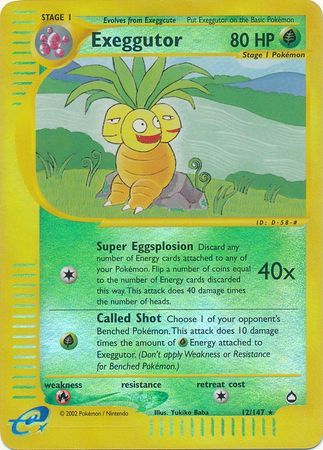 STAGE 1
Evolves from Exeggcute Put Exeggutor on the Basic Pokémon
Exeggutor 80 HP
Stage 1 Pokémon
ID: D-58-#
Super Eggsplosion Discard any
number of Energy cards attached to any
of your Pokémon. Flip a number of coins equal
to the number of Energy cards discarded
this way. This attack does 40 damage times
the number of heads.
40x
Called Shot Choose 1 of your opponent's
Benched Pokémon. This attack does 10 damage
times the amount of Energy attached to
Exeggutor. (Don't apply Weakness or Resistance
for Benched Pokémon.)
weakness resistance retreat cost
e
©2002 Pokémon / Nintendo Illus. Yukiko Baba 12/147 ★